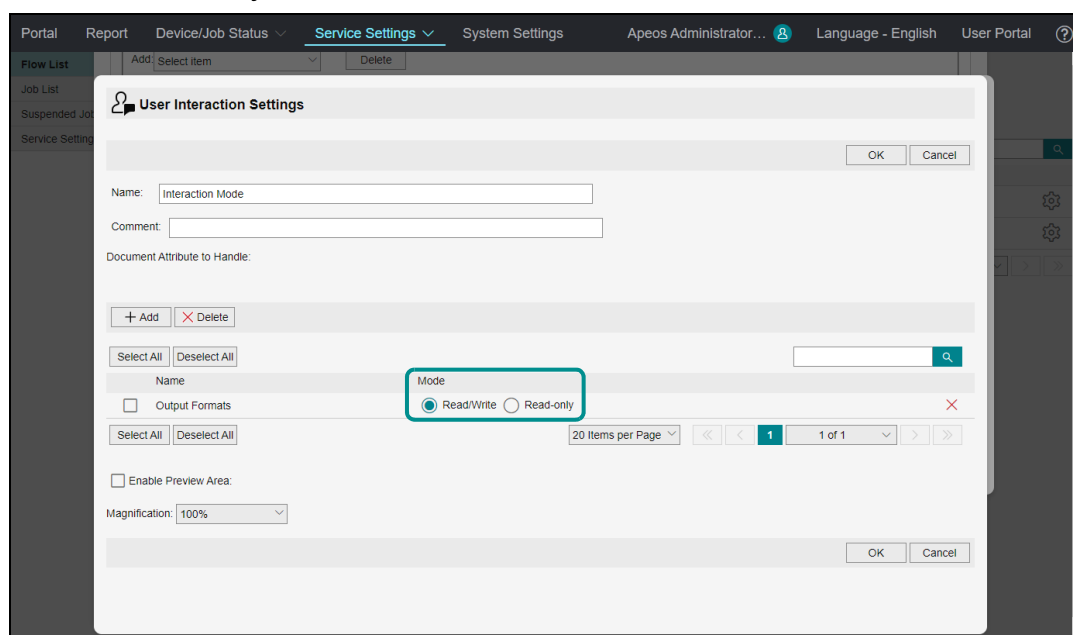 Portal Report Device/Job Status Service Settings System Settings Apeos Administrator... Language - English User Portal ?
Flow List Add: Select item Delete
Job List
User Interaction Settings
Suspended Jo
Service Setting
OK Cancel
Name: Interaction Mode
Comment:
Document Attribute to Handle:
Add Delete
Select All Deselect All
Name Mode
Output Formats Read/Write Read-only
Select All Deselect All 20 Items per Page 1 1 of 1
Enable Preview Area:
Magnification: 100%
OK Cancel